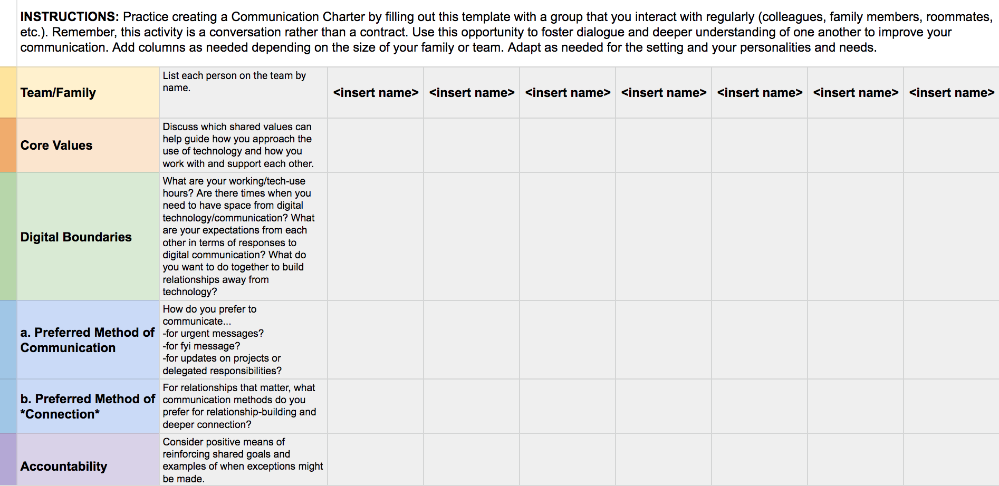 INSTRUCTIONS: Practice creating a Communication Charter by filling out this template with a group that you interact with regularly (colleagues, family members, roommates,
etc.). Remember, this activity is a conversation rather than a contract. Use this opportunity to foster dialogue and deeper understanding of one another to improve your
communication. Add columns as needed depending on the size of your family or team. Adapt as needed for the setting and your personalities and needs.
Team/Family
List each person on the team by
name.
<insert name> <insert name> <insert name> <insert name> <insert name> <insert name> <insert name>
Core Values
Discuss which shared values can
help guide how you approach the
use of technology and how you
work with and support each other.
Digital Boundaries
What are your working/tech-use
hours? Are there times when you
need to have space from digital
technology/communication? What
are your expectations from each
other in terms of responses to
digital communication? What do
you want to do together to build
relationships away from
technology?
a. Preferred Method of
Communication
How do you prefer to
communicate...
-for urgent messages?
-for fyi message?
-for updates on projects or
delegated responsibilities?
b. Preferred Method of
*Connection*
For relationships that matter, what
communication methods do you
prefer for relationship-building and
deeper connection?
Accountability
Consider positive means of
reinforcing shared goals and
examples of when exceptions might
be made.